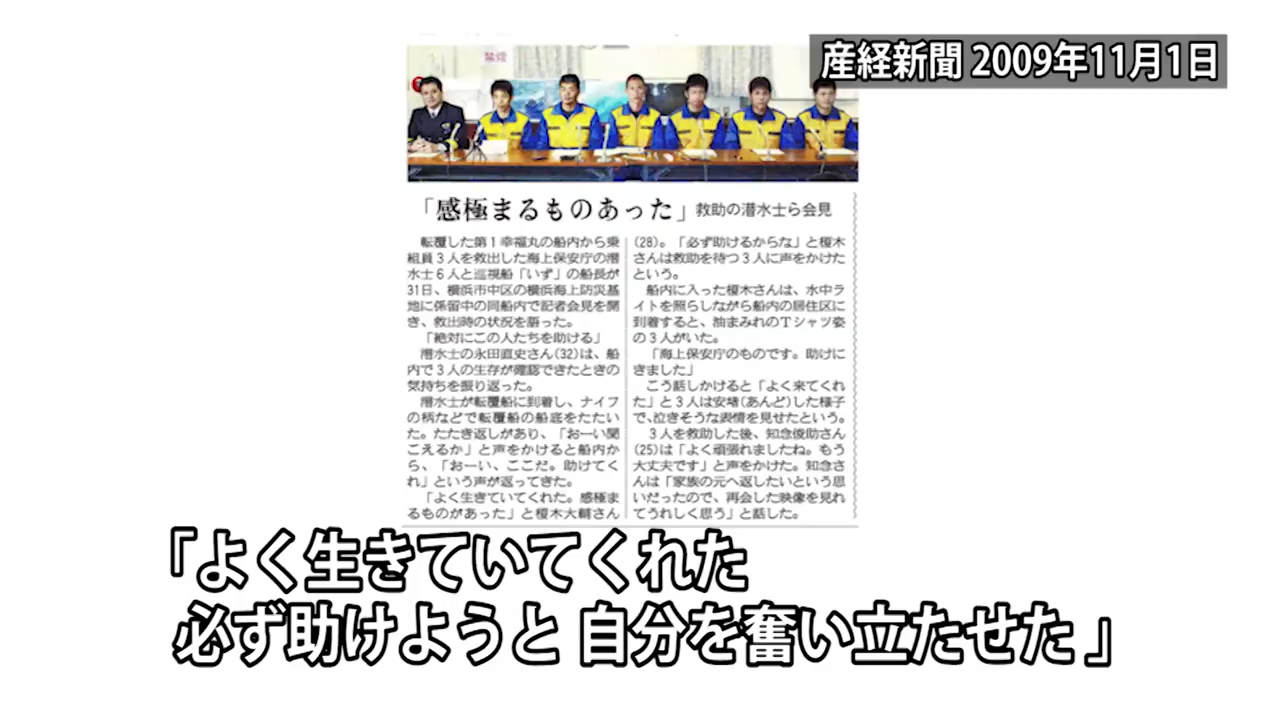 産経新聞 2009年11月1日
禁煙
「感極まるものあった」救助の潜水士ら会見
転覆した第1幸福丸の船内から乗
組員3人を救出した海上保安庁の潜
水士6人と巡視船「いず」の船長が
31日、横浜市中区の横浜海上防災基
地に係留中の同船内で記者会見を開
き、救出時の状況を語った。
「絶対にこの人たちを助ける」
潜水士の永田直史さん(32)は、船
内で3人の生存が確認できたときの
気持ちを振り返った。
潜水士が転覆船に到着し、ナイフ
の柄などで転覆船の船底をたたい
た。たたき返しがあり、「おーい聞
こえるか」と声をかけると船内か
ら、「おーい、ここだ。助けてく
れ」という声が返ってきた。
「よく生きていてくれた。感極ま
るものがあった」と榎木大輔さん
(28)。「必ず助けるからな」と榎木
さんは救助を待つ3人に声をかけた
という。
船内に入った榎木さんは、水中ラ
イトを照らしながら船内の居住区に
到着すると、油まみれのTシャツ姿
の3人がいた。
「海上保安庁のものです。助けに
きました」
こう話しかけると「よく来てくれ
た」と3人は安堵(あんど)した様子
で、泣きそうな表情を見せたという。
3人を救助した後、知念俊助さん
(25)は「よく頑張れましたね。もう
大丈夫です」と声をかけた。知念さ
んは「家族の元へ返したいという思
いだったので、再会した映像を見れ
てうれしく思う」と話した。
「よく生きていてくれた
必ず助けようと 自分を奮い立たせた」